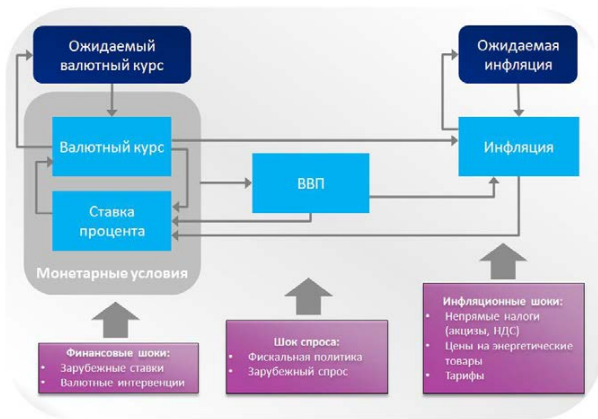 Ожидаемый
валютный курс
Ожидаемая
инфляция
Валютный курс
Инфляция
ВВП
Ставка
процента
Монетарные условия
Финансовые шоки:
• Зарубежные ставки
• Валютные интервенции
Шок спроса:
• Фискальная политика
• Зарубежный спрос
Инфляционные шоки:
• Непрямые налоги
(акцизы, НДС)
• Цены на энергетические
товары
• Тарифы